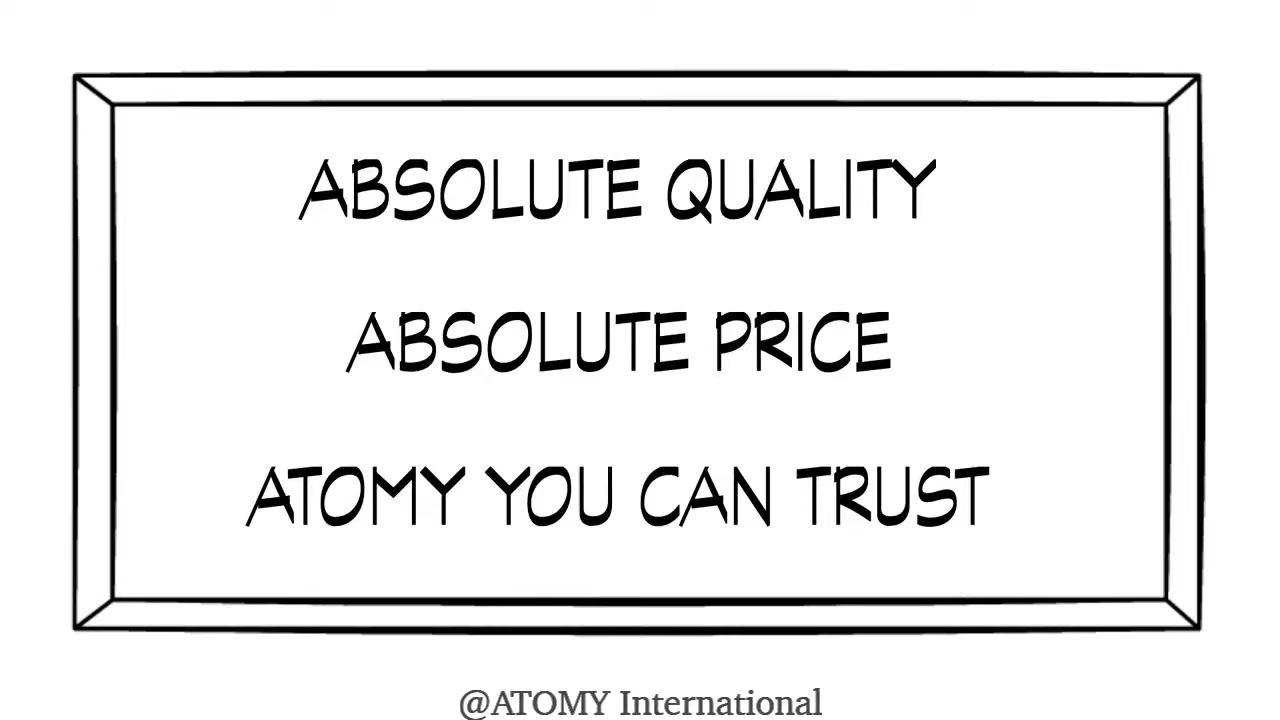 ABSOLUTE QUALITY
ABSOLUTE PRICE
ATOMY YOU CAN TRUST
@ATOMY International